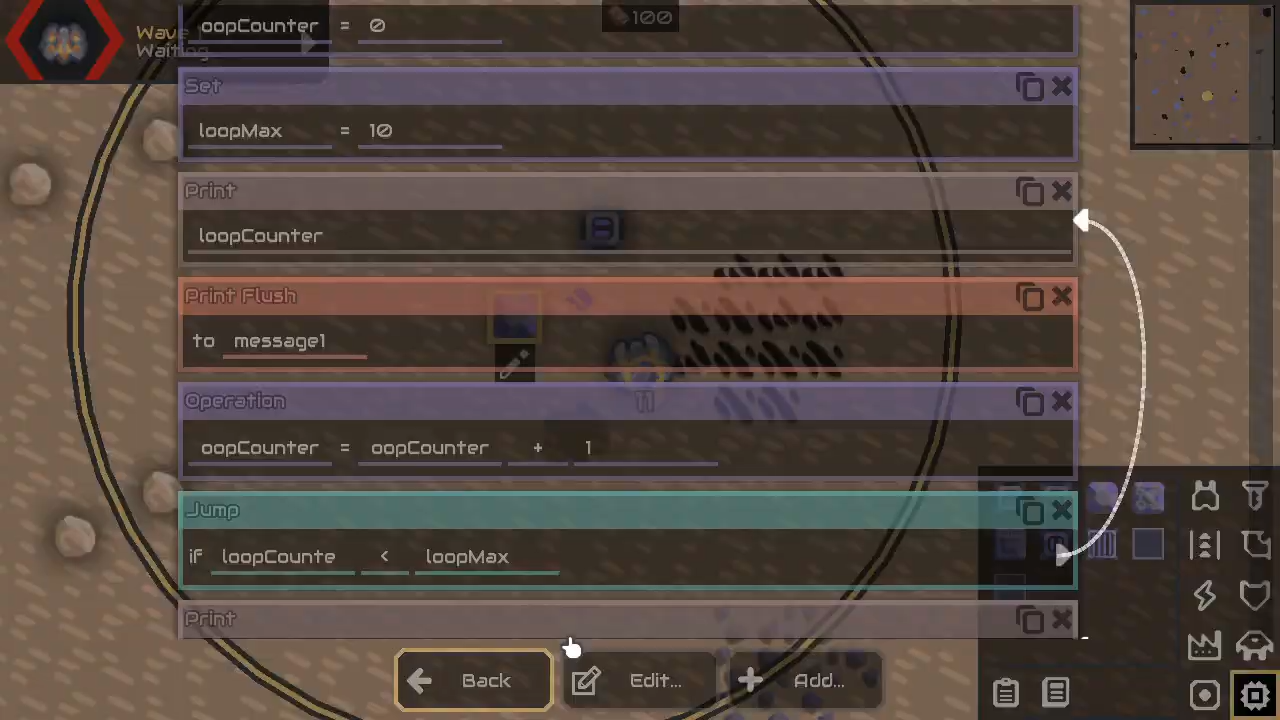 Wave
Waiting
100
oopCounter = 0
Set
loopMax = 10
Print
loopCounter
Print Flush
to message1
Operation
oopCounter = oopCounter + 1
Jump
if loopCounte < loopMax
Print
Back
Edit...
Add...